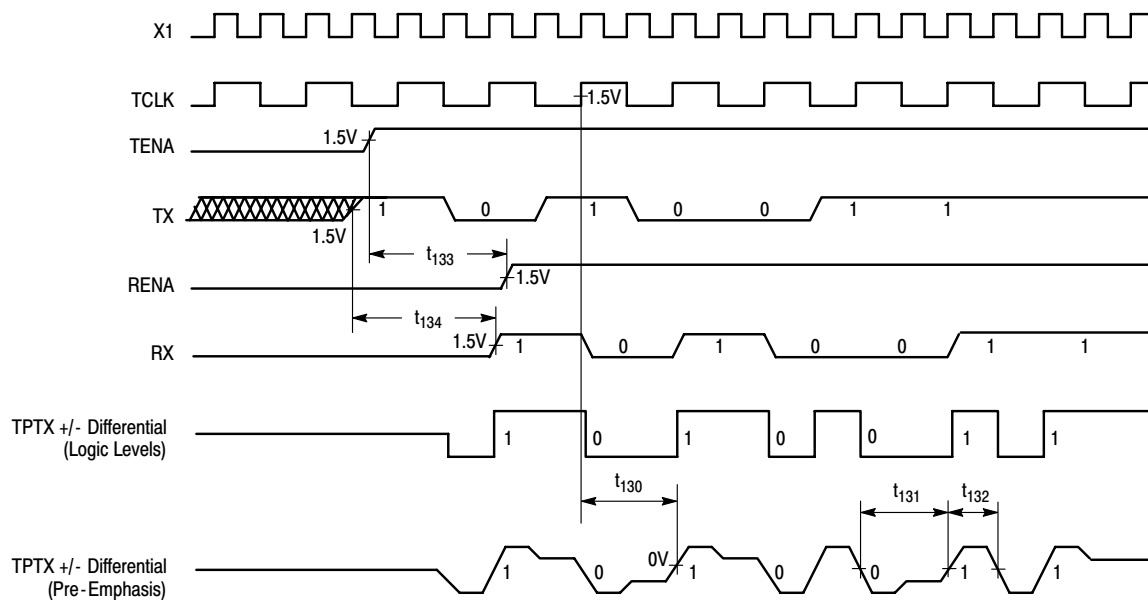 X1
TCLK
1.5V
TENA
1.5V
TX
1 0 1 0 0 1 1
1.5V
t133
RENA
1.5V
t134
RX
1.5V
1 0 1 0 0 1 1
TPTX +/- Differential
(Logic Levels)
1 0 1 0 0 1 1
t130
t131
t132
TPTX +/- Differential
(Pre-Emphasis)
0V
1 0 1 0 0 1 1